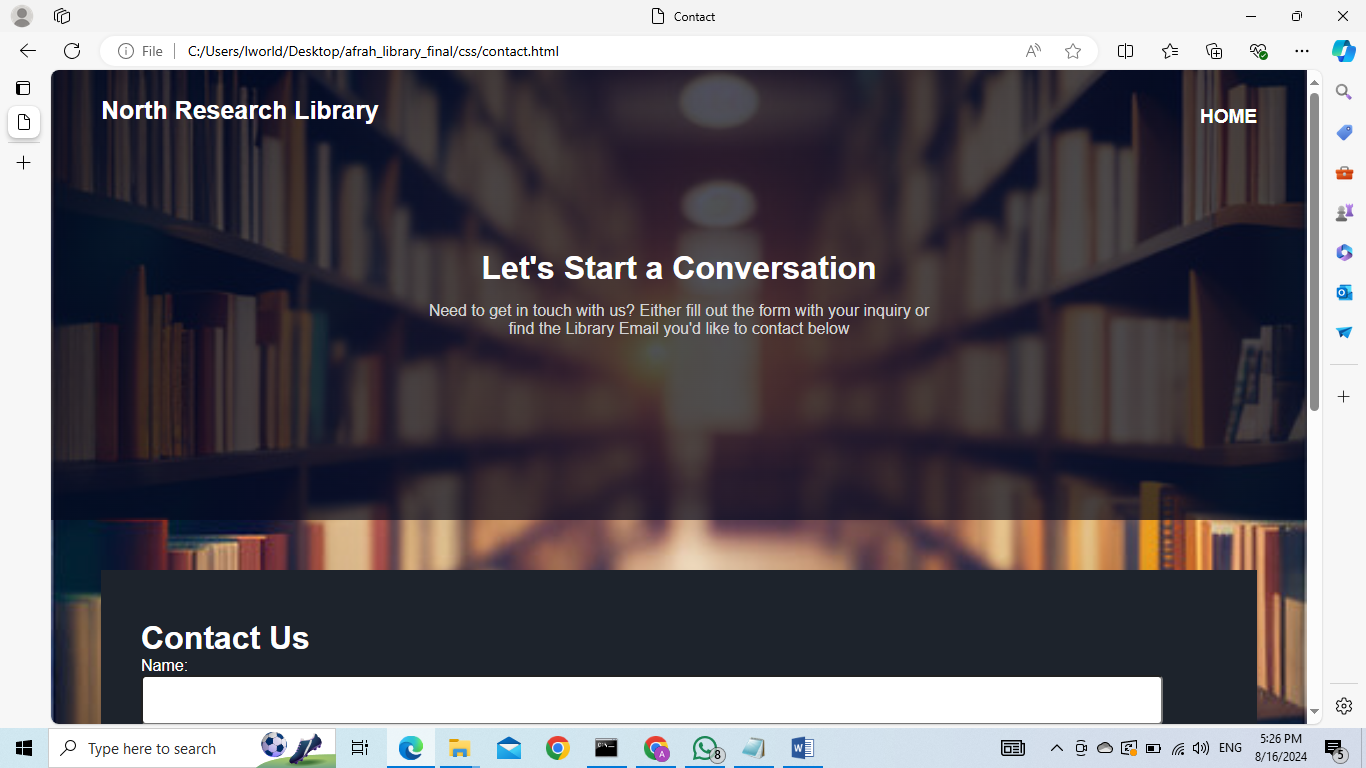 Contact
File
C:/Users/lworld/Desktop/afrah_library_final/css/contact.html
North Research Library
HOME
Let's Start a Conversation
Need to get in touch with us? Either fill out the form with your inquiry or
find the Library Email you'd like to contact below
Contact Us
Name:
Type here to search
A
8
ENG
5:26 PM
8/16/2024
5